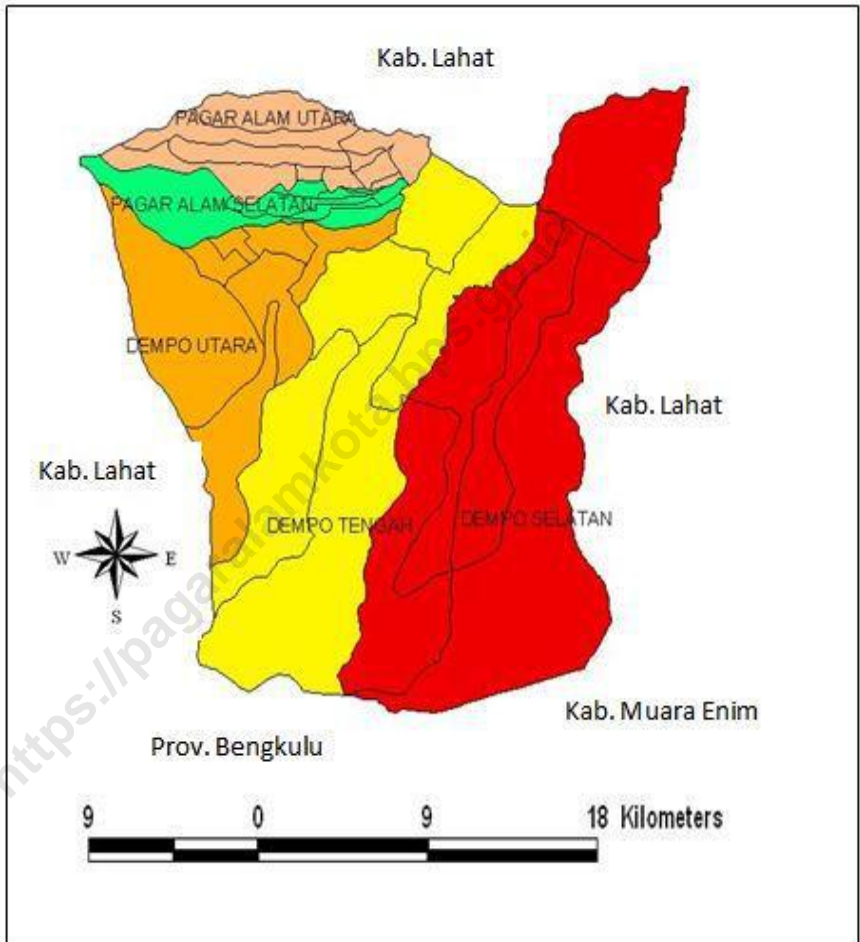 Kab. Lahat
PAGAR ALAM UTARA
PAGAR ALAM SELATAN
DEMPO UTARA
Kab. Lahat
Kab. Lahat
DEMPO TENGAH
DEMPO SELATAN
W E
S
Kab. Muara Enim
Prov. Bengkulu
9 0 9 18 Kilometers
https://pagaralamkota.bps.go.id